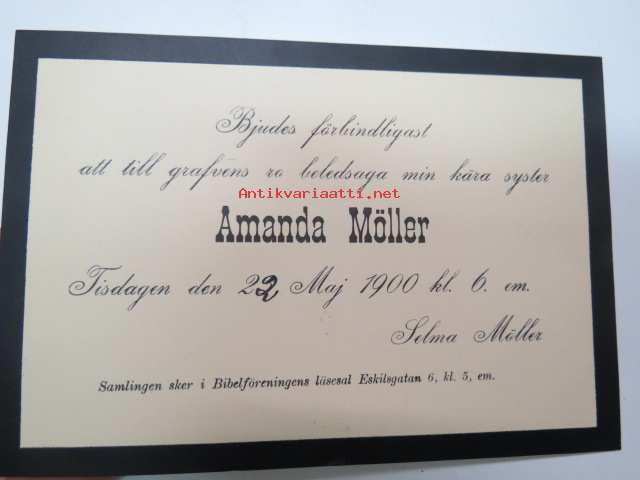 Bjudes förbindligast
att till grafvens ro beledsaga min kära syster
Antikvariaatti.net
Amanda Möller
Tisdagen den 22 Maj 1900 kl. 6. em.
Selma Möller
Samlingen sker i Bibelföreningens läsesal Eskilsgatan 6, kl. 5, em.